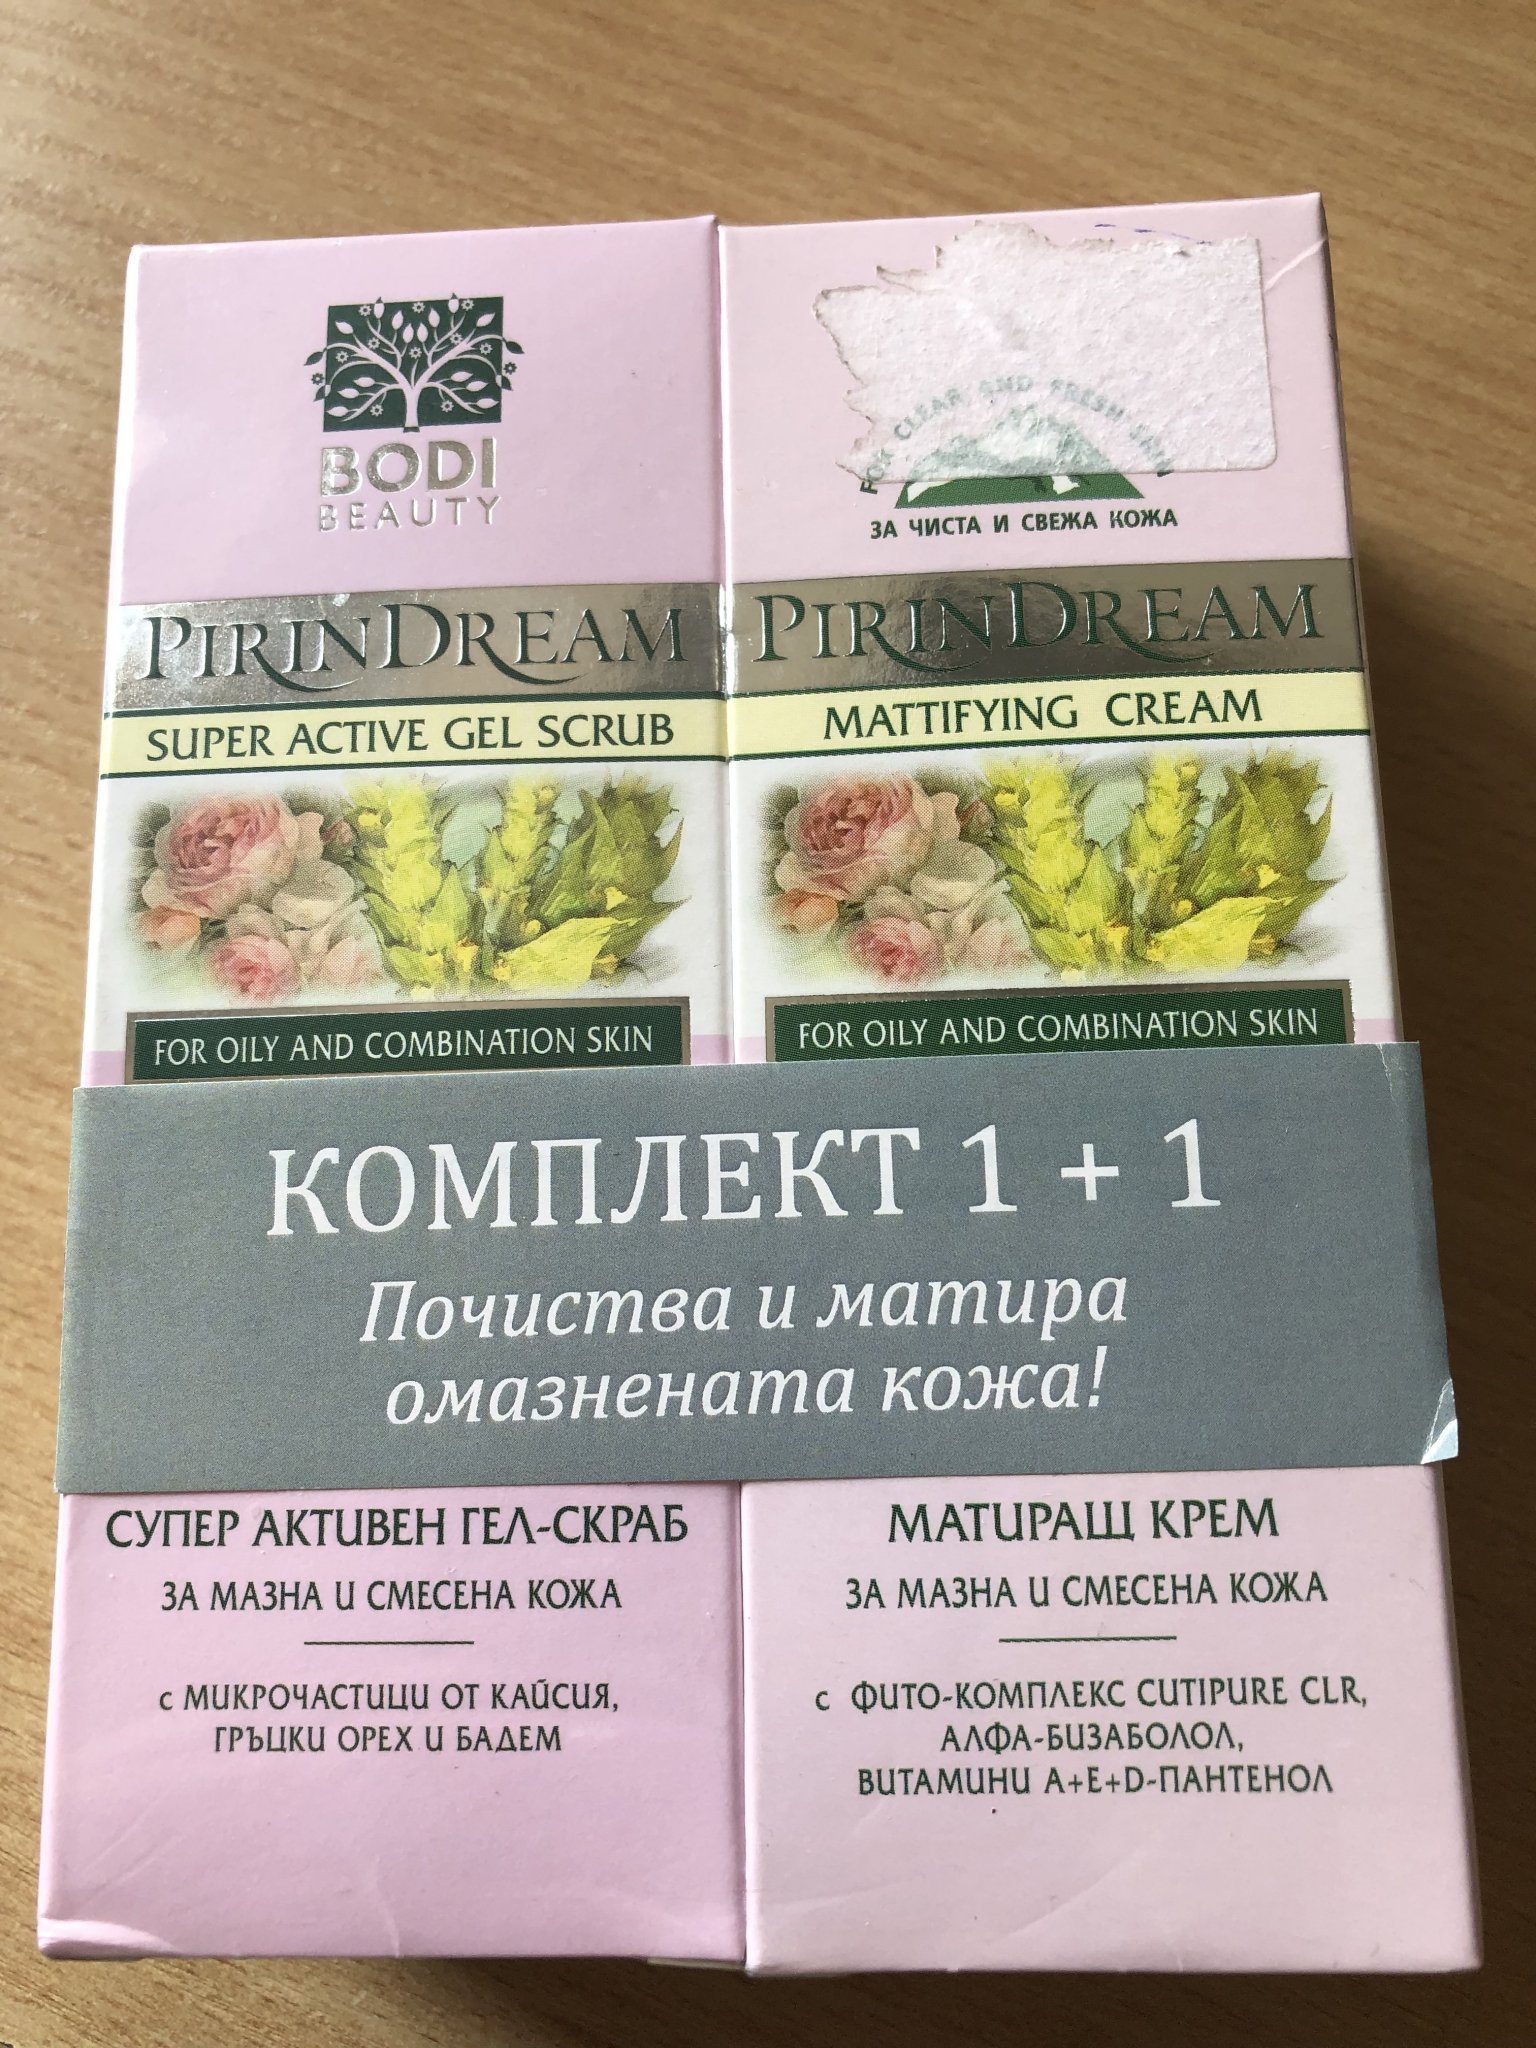 BODI
BEAUTY
PIRINDREAM
SUPER ACTIVE GEL SCRUB
FOR OILY AND COMBINATION SKIN
FOR CLEAR AND FRESH SKIN
ЗА ЧИСТА И СВЕЖА КОЖА
PIRINDREAM
MATTIFYING CREAM
FOR OILY AND COMBINATION SKIN
КОМПЛЕКТ 1 + 1
Почиства и матира
омазнената кожа!
СУПЕР АКТИВЕН ГЕЛ-СКРАБ
ЗА МАЗНА И СМЕСЕНА КОЖА
с МИКРОЧАСТИЦИ ОТ КАЙСИЯ,
ГРЪЦКИ ОРЕХ И БАДЕМ
МАТИРАЩ КРЕМ
ЗА МАЗНА И СМЕСЕНА КОЖА
с ФИТО-КОМПЛЕКС CUTIPURE CLR,
АЛФА-БИЗАБОЛОЛ,
ВИТАМИНИ А+Е+D-ПАНТЕНОЛ